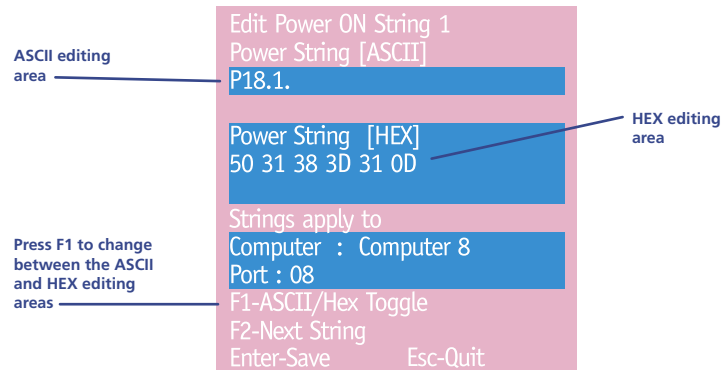 Edit Power ON String 1
Power String [ASCII]
ASCII editing
area
P18.1.
Power String [HEX]
50 31 38 3D 31 0D
HEX editing
area
Strings apply to
Computer : Computer 8
Port : 08
Press F1 to change
between the ASCII
and HEX editing
areas
F1-ASCII/Hex Toggle
F2-Next String
Enter-Save Esc-Quit